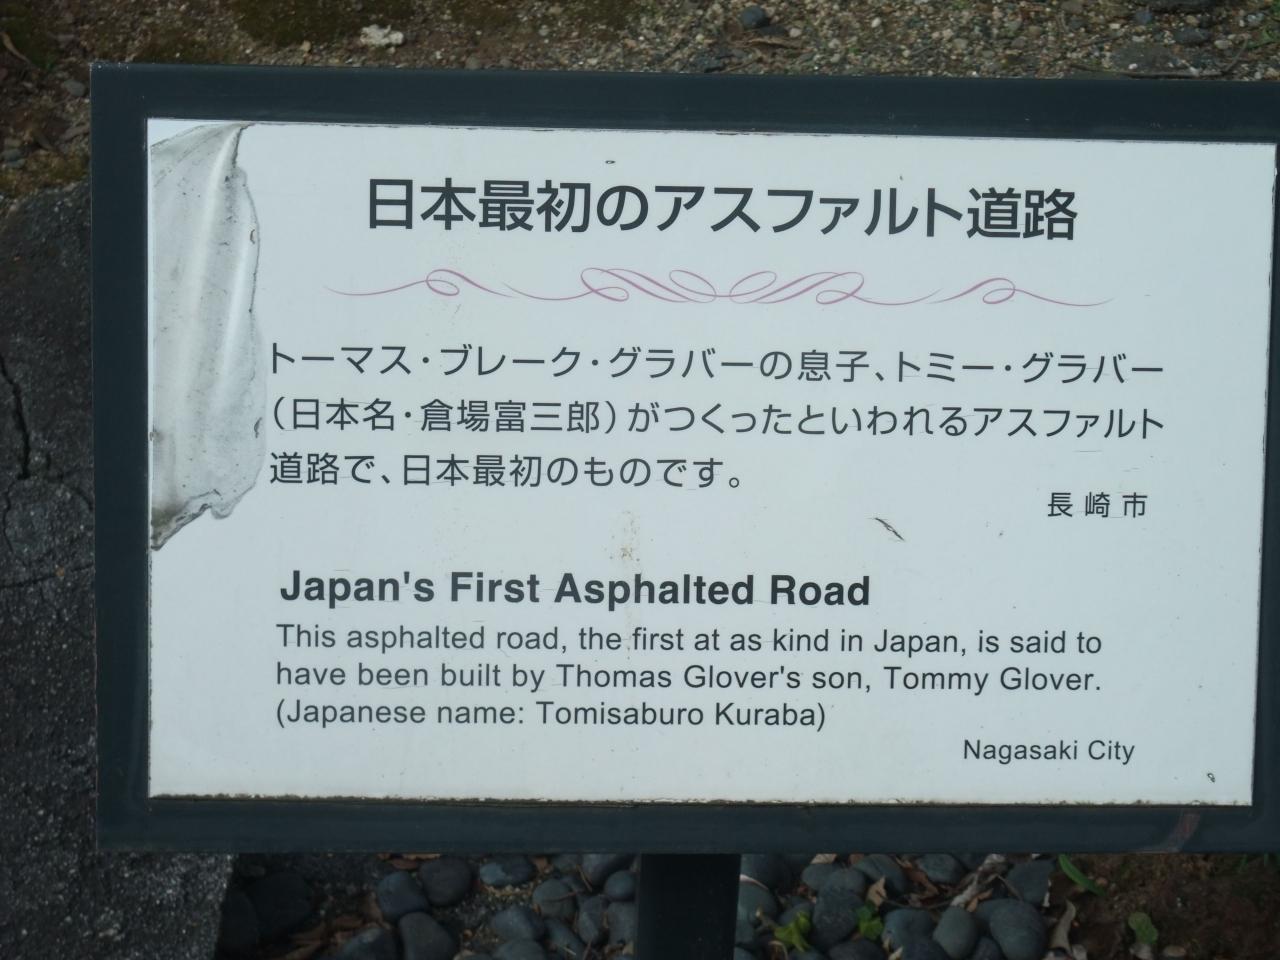 日本最初のアスファルト道路
トーマス・ブレーク・グラバーの息子、トミー・グラバー
（日本名・倉場富三郎）がつくったといわれるアスファルト
道路で、日本最初のものです。
長崎市
Japan's First Asphalted Road
This asphalted road, the first at as kind in Japan, is said to
have been built by Thomas Glover's son, Tommy Glover.
(Japanese name: Tomisaburo Kuraba)
Nagasaki City